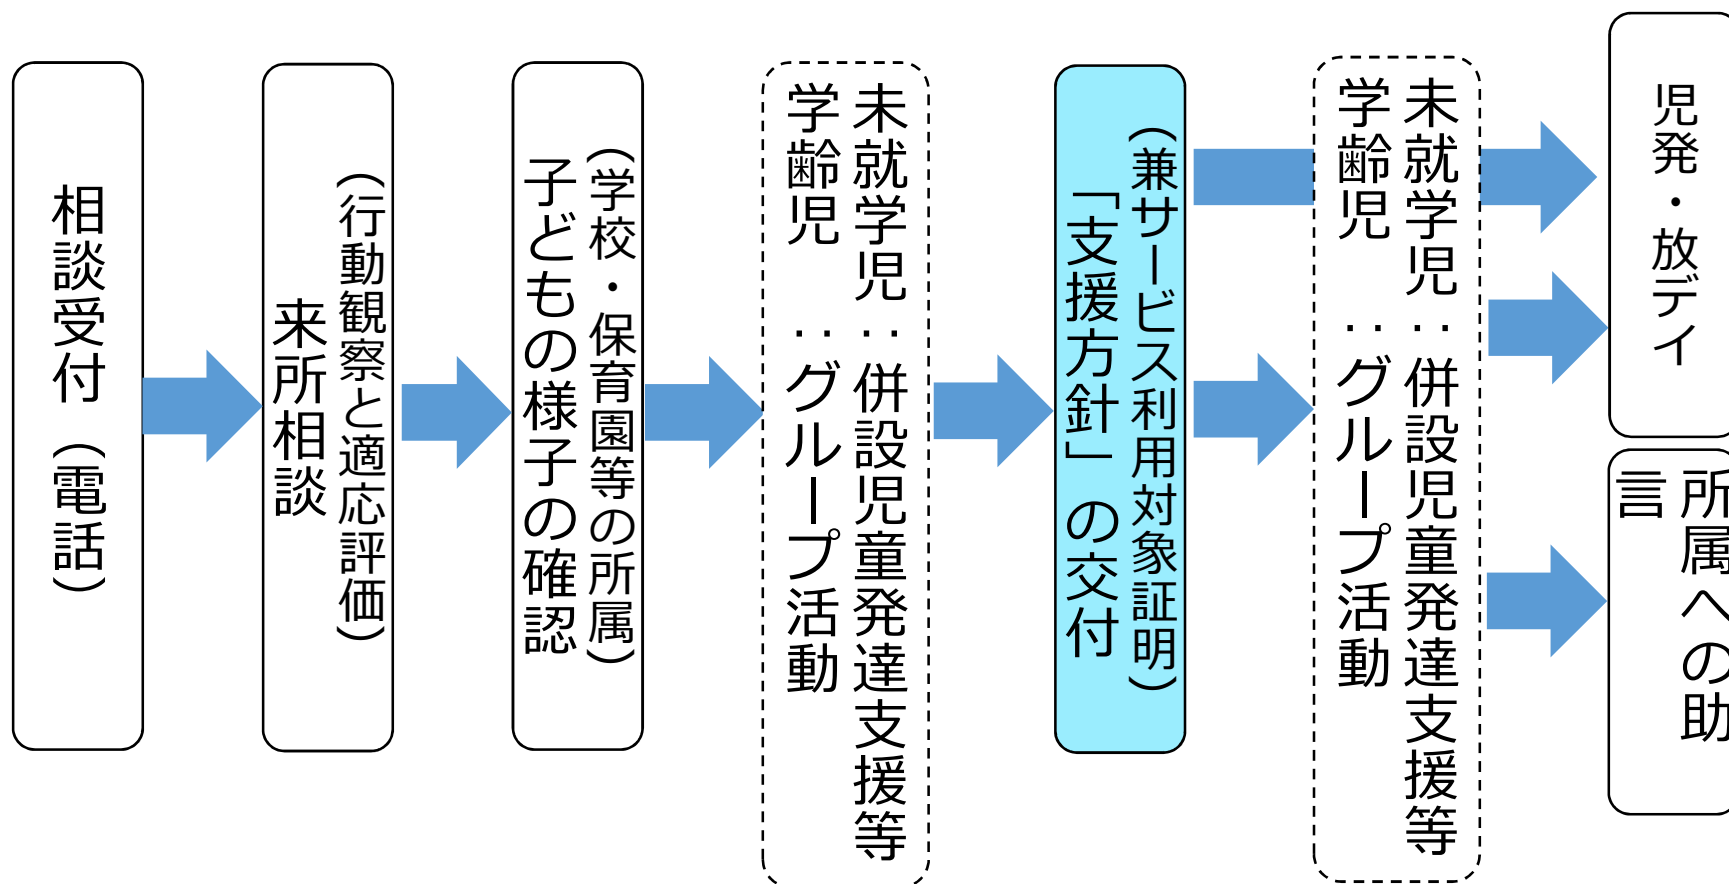 相談受付（電話）
（行動観察と適応評価）
来所相談
（学校・保育園等の所属）
子どもの様子の確認
未就学児：併設児童発達支援等
学齢児　：グループ活動
（兼サービス利用対象証明）
「支援方針」の交付
未就学児：併設児童発達支援等
学齢児　：グループ活動
児発・放デイ
所属への助
言